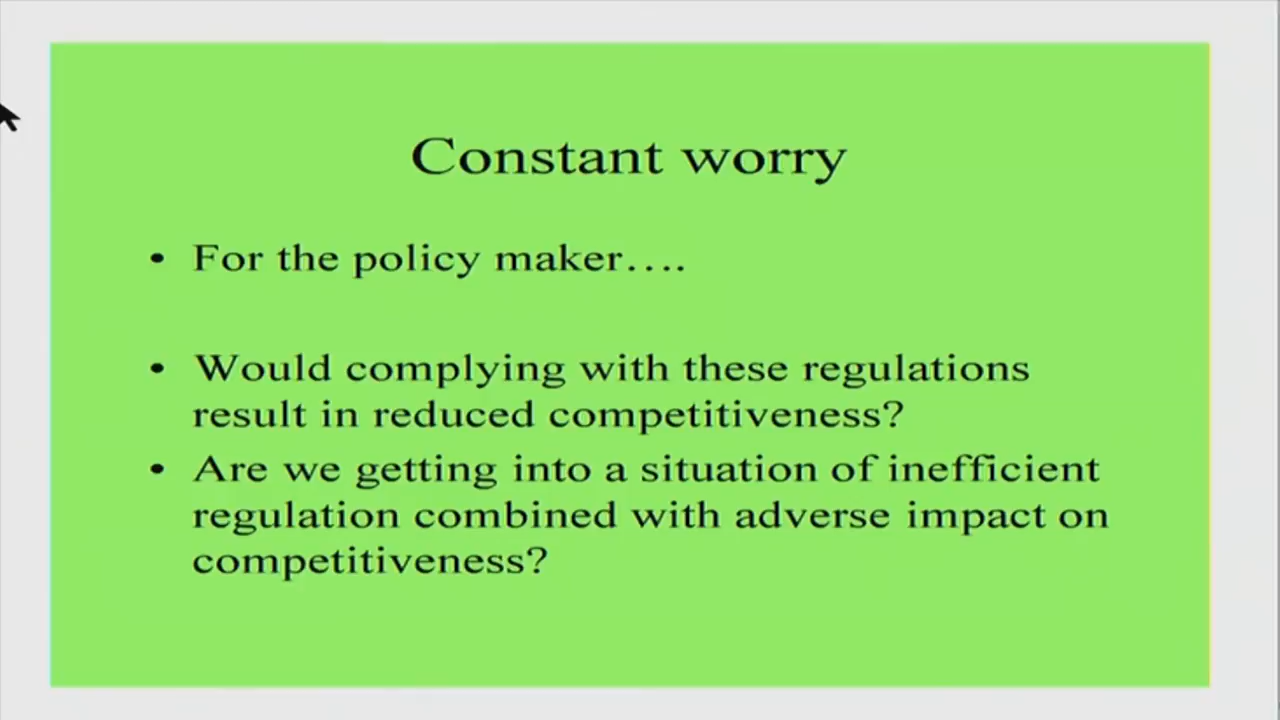 Constant worry
• For the policy maker….
• Would complying with these regulations
result in reduced competitiveness?
• Are we getting into a situation of inefficient
regulation combined with adverse impact on
competitiveness?